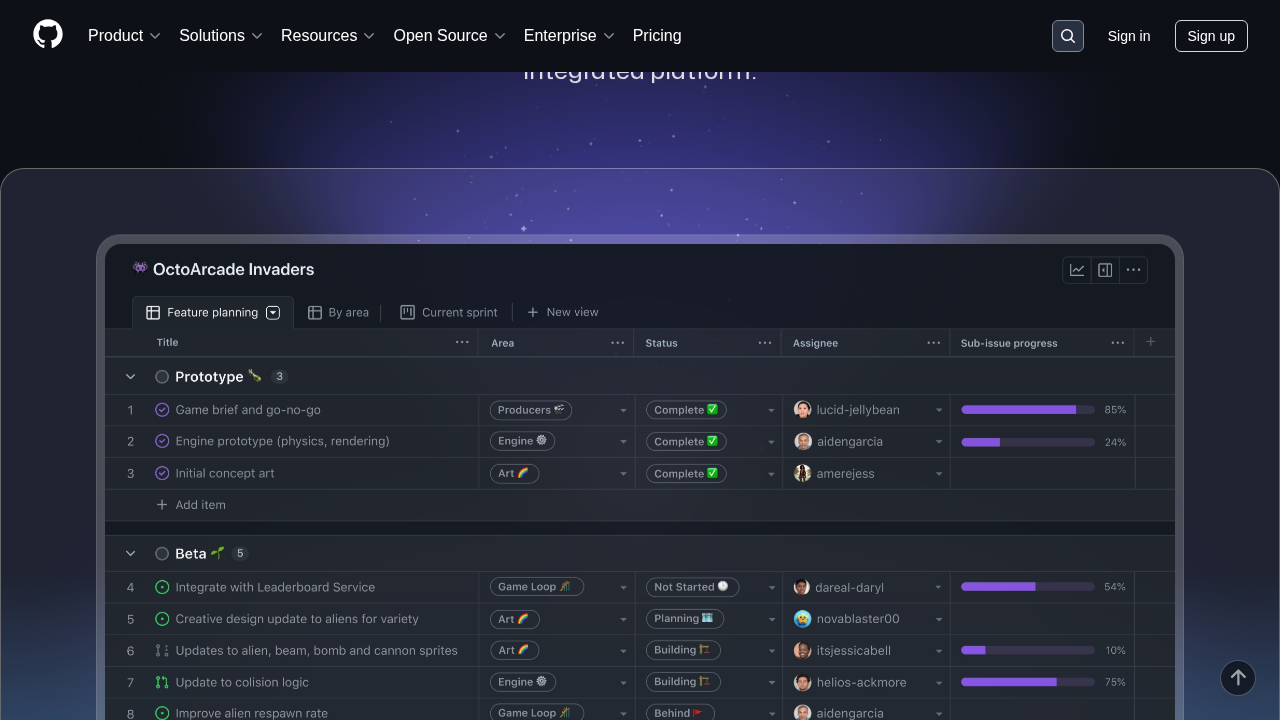 Product Solutions Resources Open Source Enterprise Pricing Sign in Sign up
integrated platform.
OctoArcade Invaders
Feature planning By area Current sprint New view
Title Area Status Assignee Sub-issue progress
Prototype 3
1 Game brief and go-no-go Producers Complete lucid-jellybean 85%
2 Engine prototype (physics, rendering) Engine Complete aidengarcia 24%
3 Initial concept art Art Complete amerejess
Add item
Beta 5
4 Integrate with Leaderboard Service Game Loop Not Started dareal-daryl 54%
5 Creative design update to aliens for variety Art Planning novablaster00
6 Updates to alien, beam, bomb and cannon sprites Art Building itsjessicabell 10%
7 Update to colision logic Engine Building helios-ackmore 75%
8 Improve alien respawn rate Game Loop Behind aidengarcia